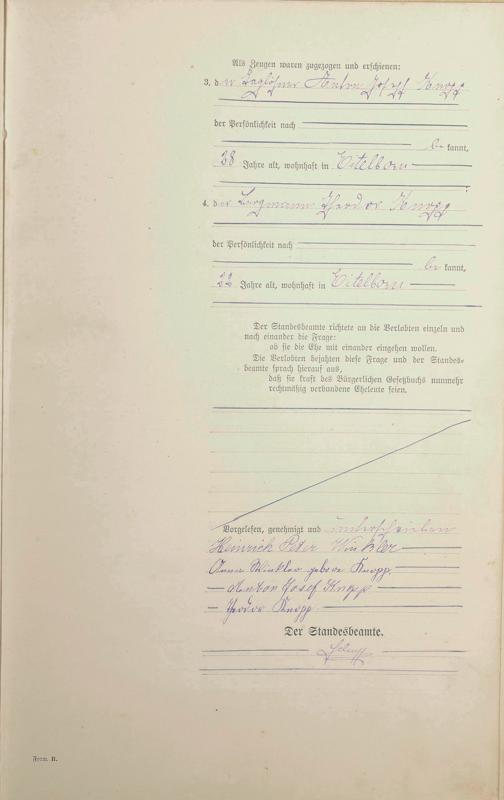 Als Zeugen waren zugezogen und erschienen:
3. der Taglöhner Anton Josef Knopp
der Persönlichkeit nach
bekannt,
38 Jahre alt, wohnhaft in Eitelborn
4. der Bergmann Theodor Knopp
der Persönlichkeit nach
bekannt,
22 Jahre alt, wohnhaft in Eitelborn
Der Standesbeamte richtete an die Verlobten einzeln und
nach einander die Frage:
ob sie die Ehe mit einander eingehen wollen.
Die Verlobten bejahten diese Frage und der Standes-
beamte sprach hierauf aus,
daß sie kraft des Bürgerlichen Gesetzbuchs nunmehr
rechtmäßig verbundene Eheleute seien.
Vorgelesen, genehmigt und unterschrieben
Heinrich Peter Winkler
Anna Winkler geborene Knopp
Anton Josef Knopp
Theodor Knopp
Der Standesbeamte.
Form. B.